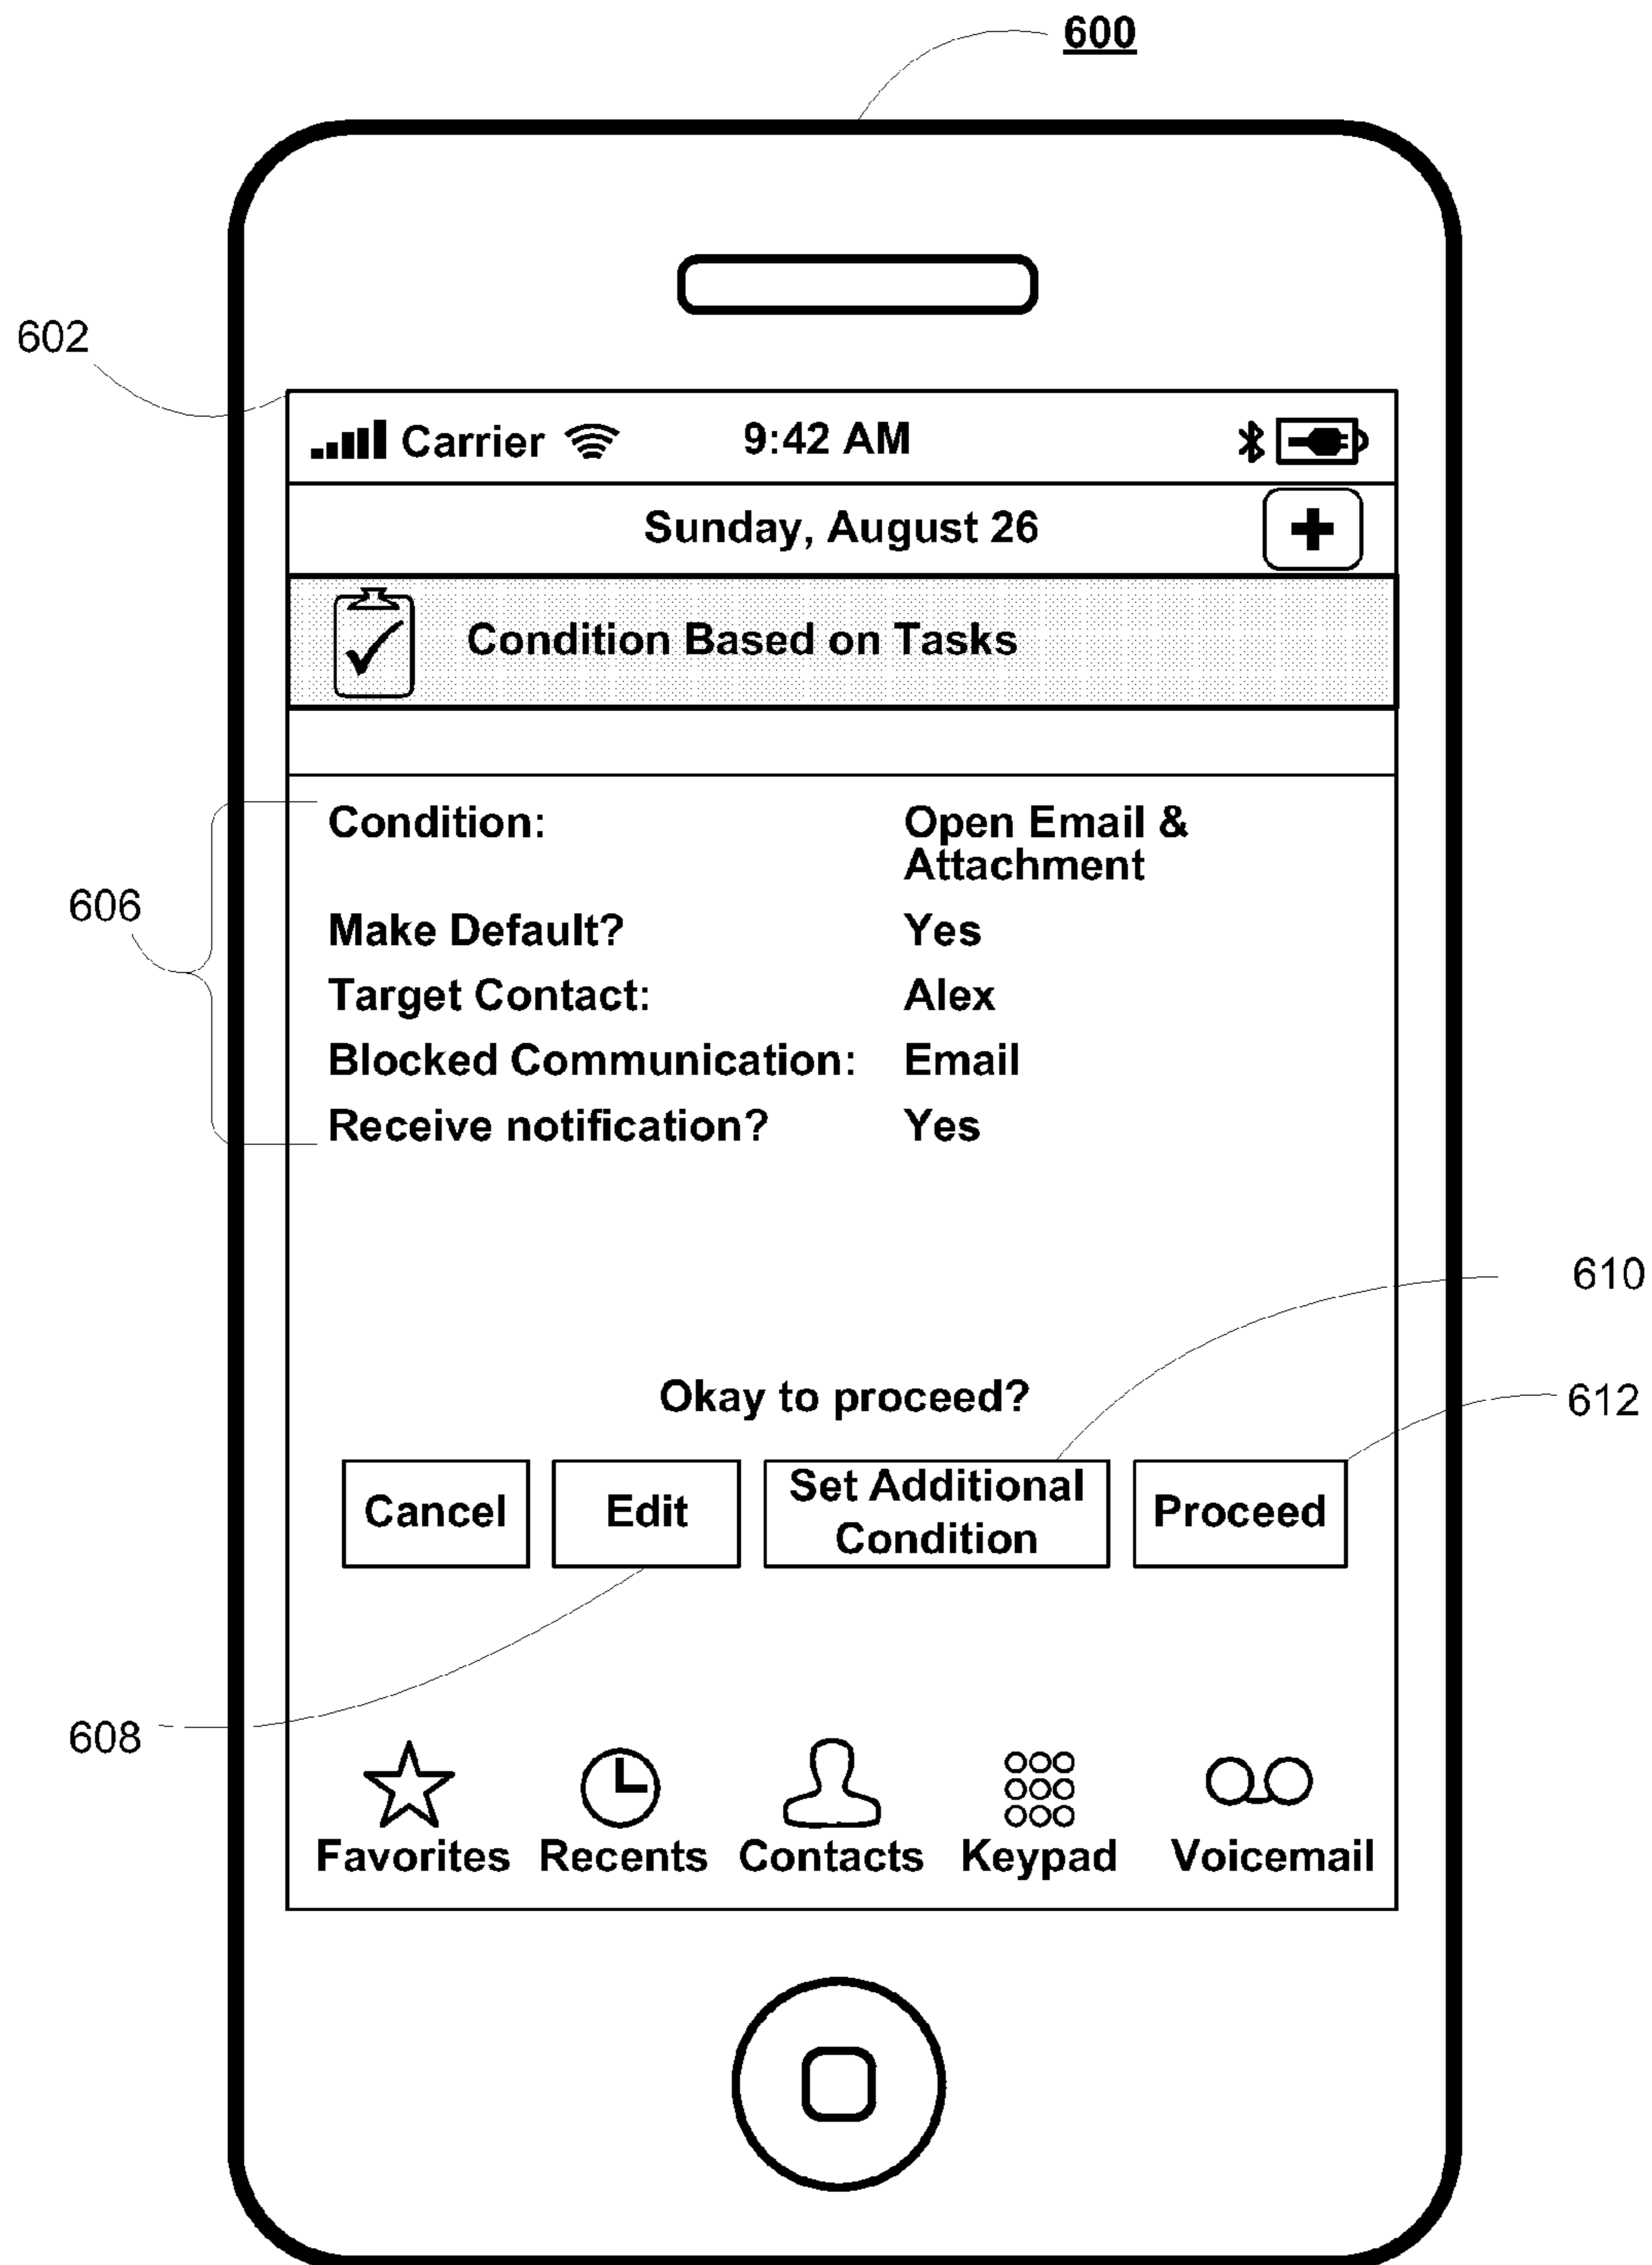 600
602
Carrier 9:42 AM
Sunday, August 26
Condition Based on Tasks
Condition: Open Email &
Attachment
606
Make Default? Yes
Target Contact: Alex
Blocked Communication: Email
Receive notification? Yes
610
Okay to proceed?
612
Cancel Edit Set Additional Condition Proceed
608
Favorites Recents Contacts Keypad Voicemail